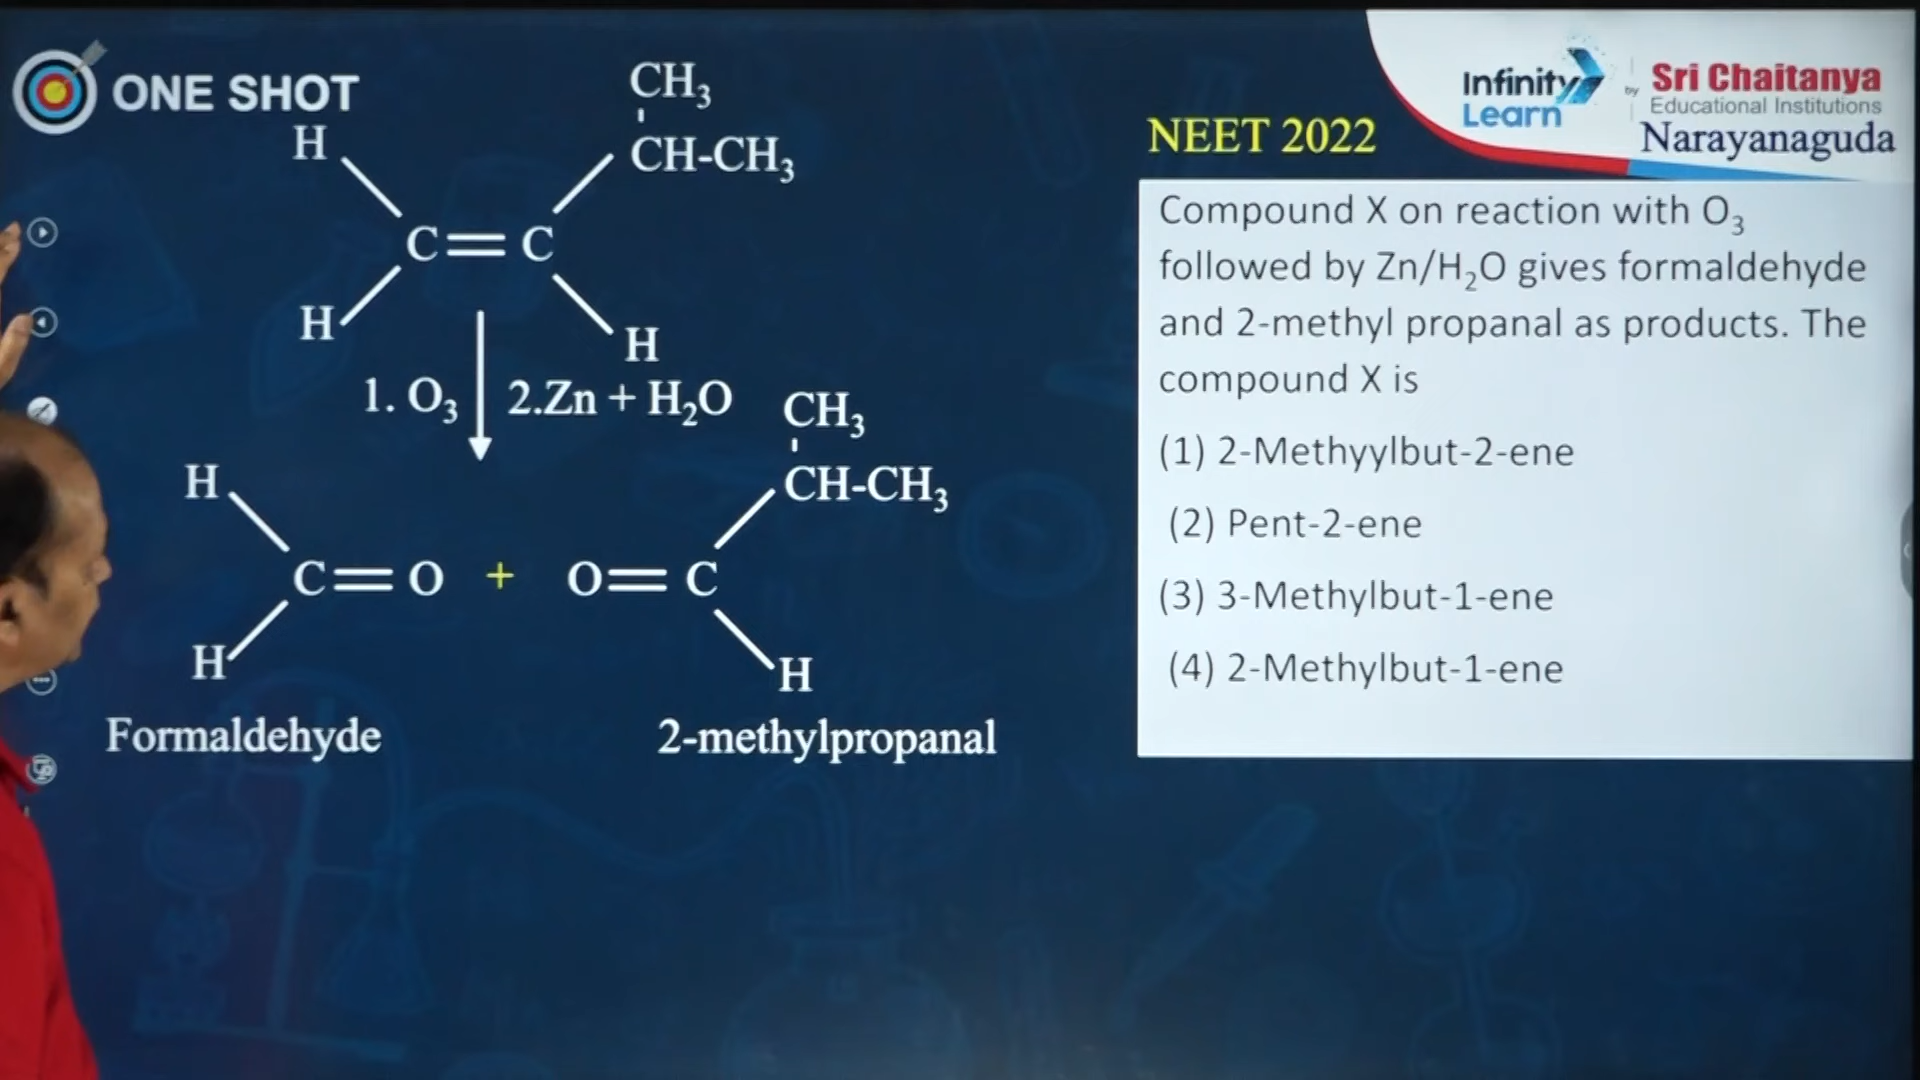 ONE SHOT
CH₃
H
CH-CH₃
C=C
H
H
1. O₃
2.Zn + H₂O
CH₃
H
CH-CH₃
C=O + O=C
H
H
Formaldehyde
2-methylpropanal
NEET 2022
Infinity Learn
by
Sri Chaitanya
Educational Institutions
Narayanaguda
Compound X on reaction with O₃
followed by Zn/H₂O gives formaldehyde
and 2-methyl propanal as products. The
compound X is
(1) 2-Methyylbut-2-ene
(2) Pent-2-ene
(3) 3-Methylbut-1-ene
(4) 2-Methylbut-1-ene